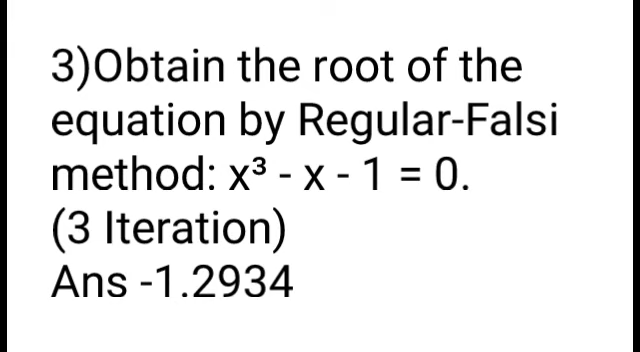 3)Obtain the root of the
equation by Regular-Falsi
method: x³ - x - 1 = 0.
(3 Iteration)
Ans -1.2934